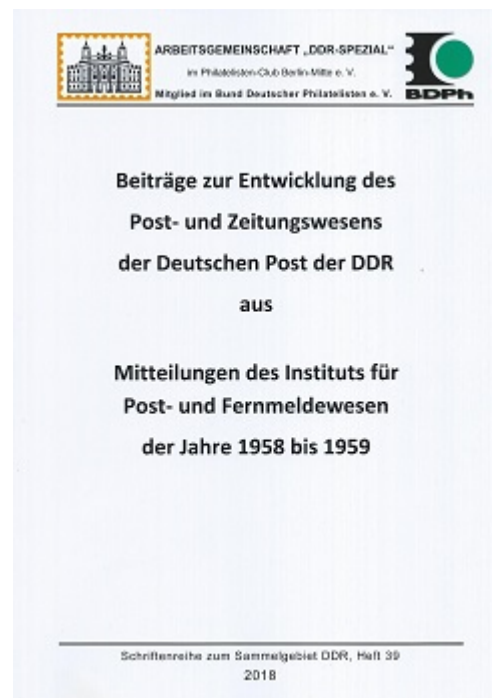 ARBEITSGEMEINSCHAFT „DDR-SPEZIAL“
im Philatelisten-Club Berlin-Mitte e. V.
Mitglied im Bund Deutscher Philatelisten e. V.
BDPh
Beiträge zur Entwicklung des
Post- und Zeitungswesens
der Deutschen Post der DDR
aus
Mitteilungen des Instituts für
Post- und Fernmeldewesen
der Jahre 1958 bis 1959
Schriftenreihe zum Sammelgebiet DDR, Heft 39
2018